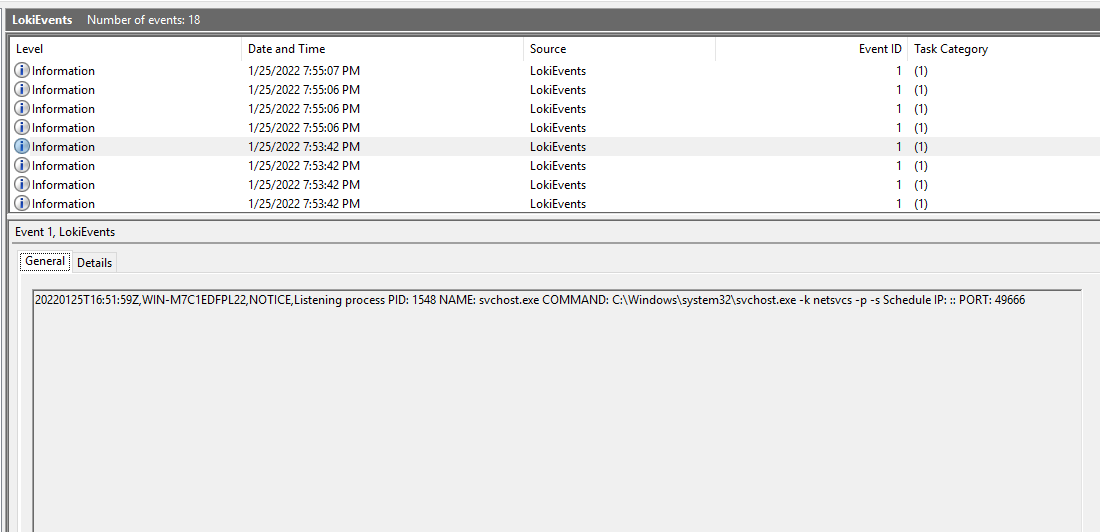 LokiEvents Number of events: 18
Level Date and Time Source Event ID Task Category
Information 1/25/2022 7:55:07 PM LokiEvents 1 (1)
Information 1/25/2022 7:55:06 PM LokiEvents 1 (1)
Information 1/25/2022 7:55:06 PM LokiEvents 1 (1)
Information 1/25/2022 7:55:06 PM LokiEvents 1 (1)
Information 1/25/2022 7:53:42 PM LokiEvents 1 (1)
Information 1/25/2022 7:53:42 PM LokiEvents 1 (1)
Information 1/25/2022 7:53:42 PM LokiEvents 1 (1)
Information 1/25/2022 7:53:42 PM LokiEvents 1 (1)
Event 1, LokiEvents
General Details
20220125T16:51:59Z,WIN-M7C1EDFPL22,NOTICE,Listening process PID: 1548 NAME: svchost.exe COMMAND: C:\Windows\system32\svchost.exe -k netsvcs -p -s Schedule IP: :: PORT: 49666